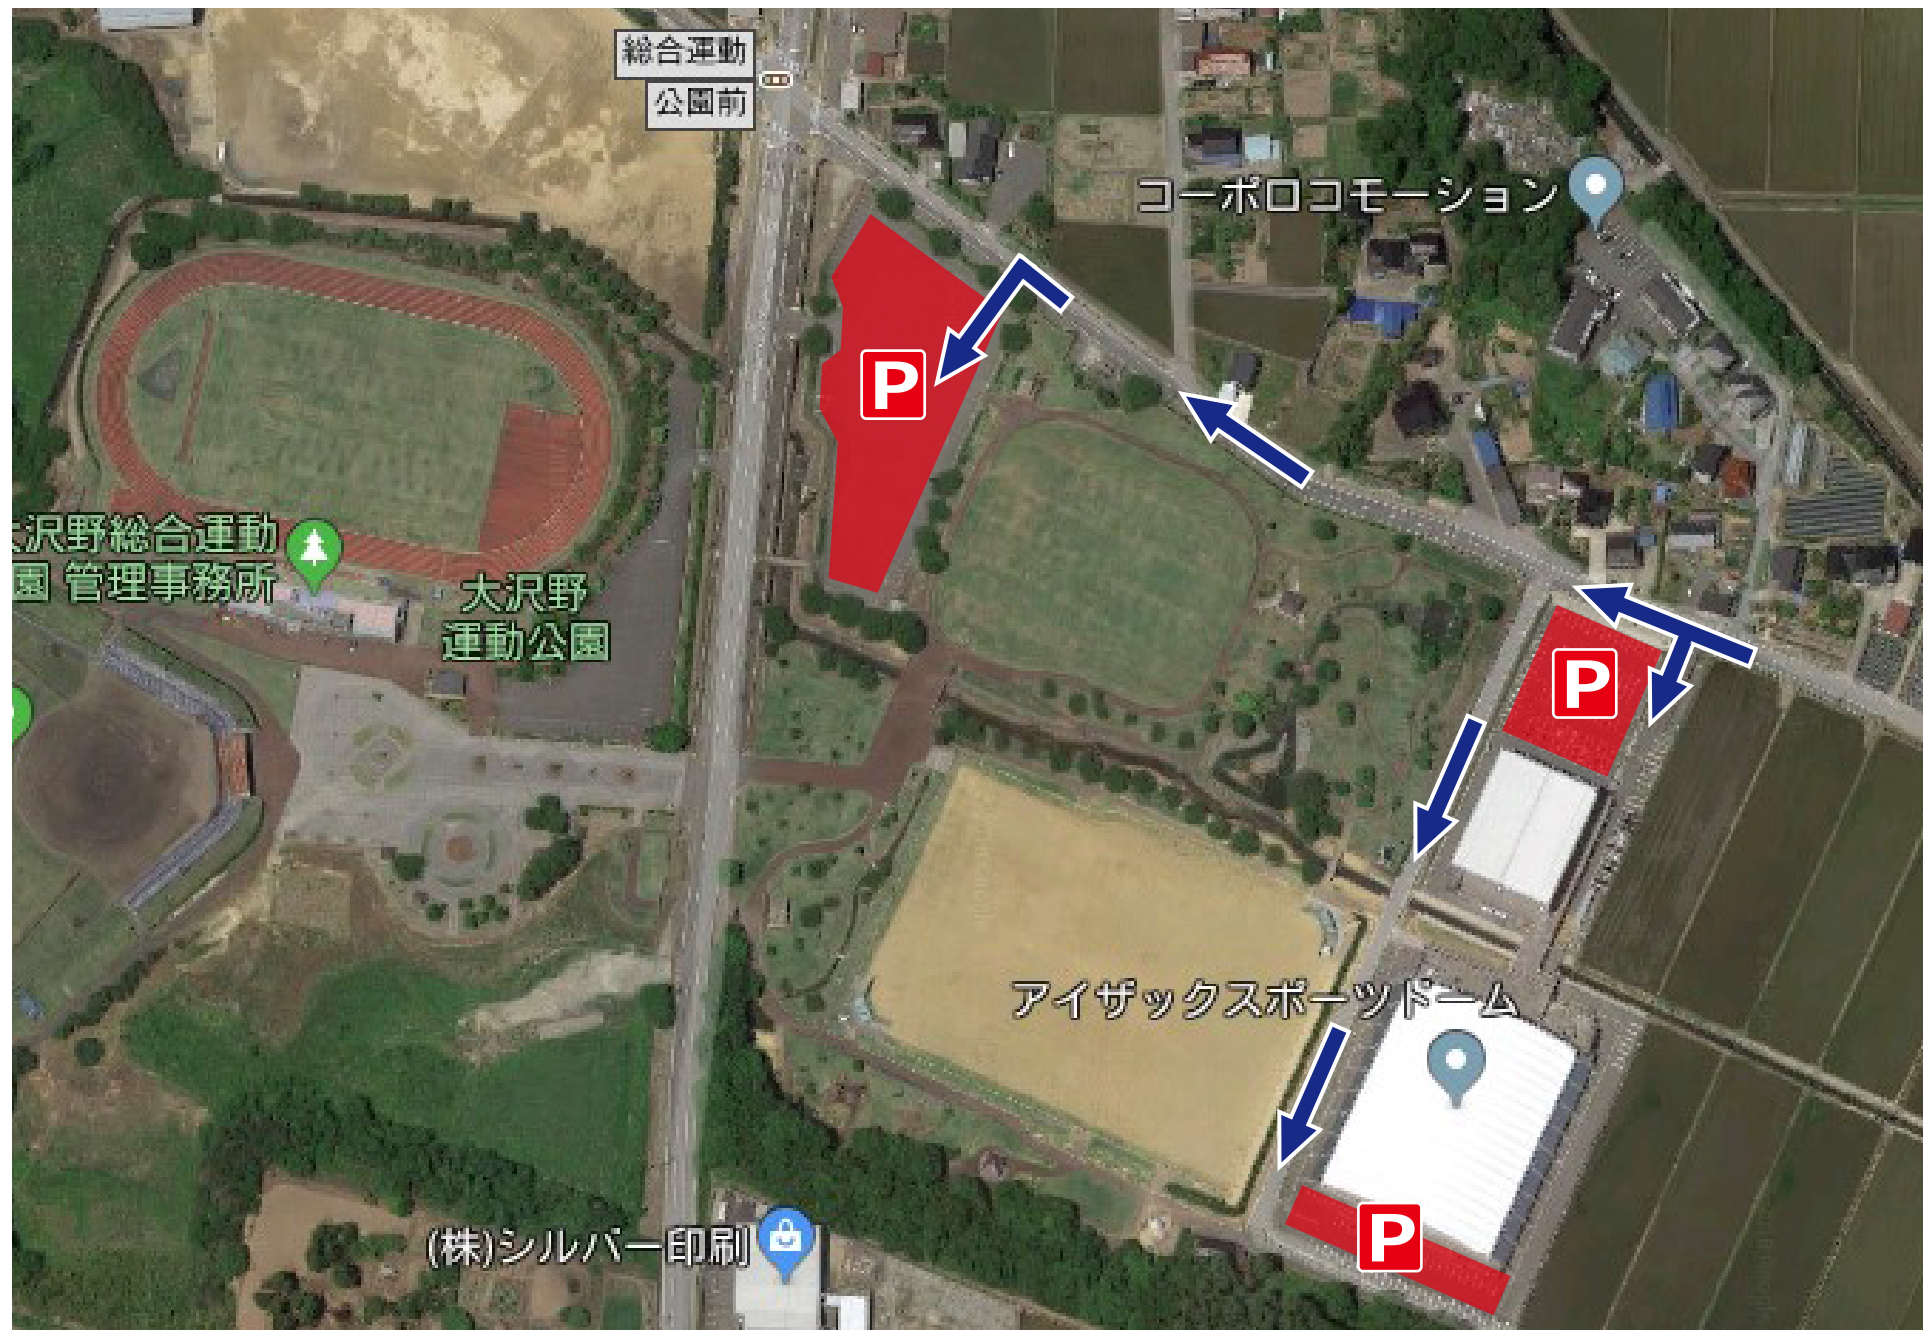 総合運動
公園前
コーポロコモーション
P
大沢野総合運動
園 管理事務所
大沢野
運動公園
P
アイザックスポーツドーム
(株)シルバー印刷
P